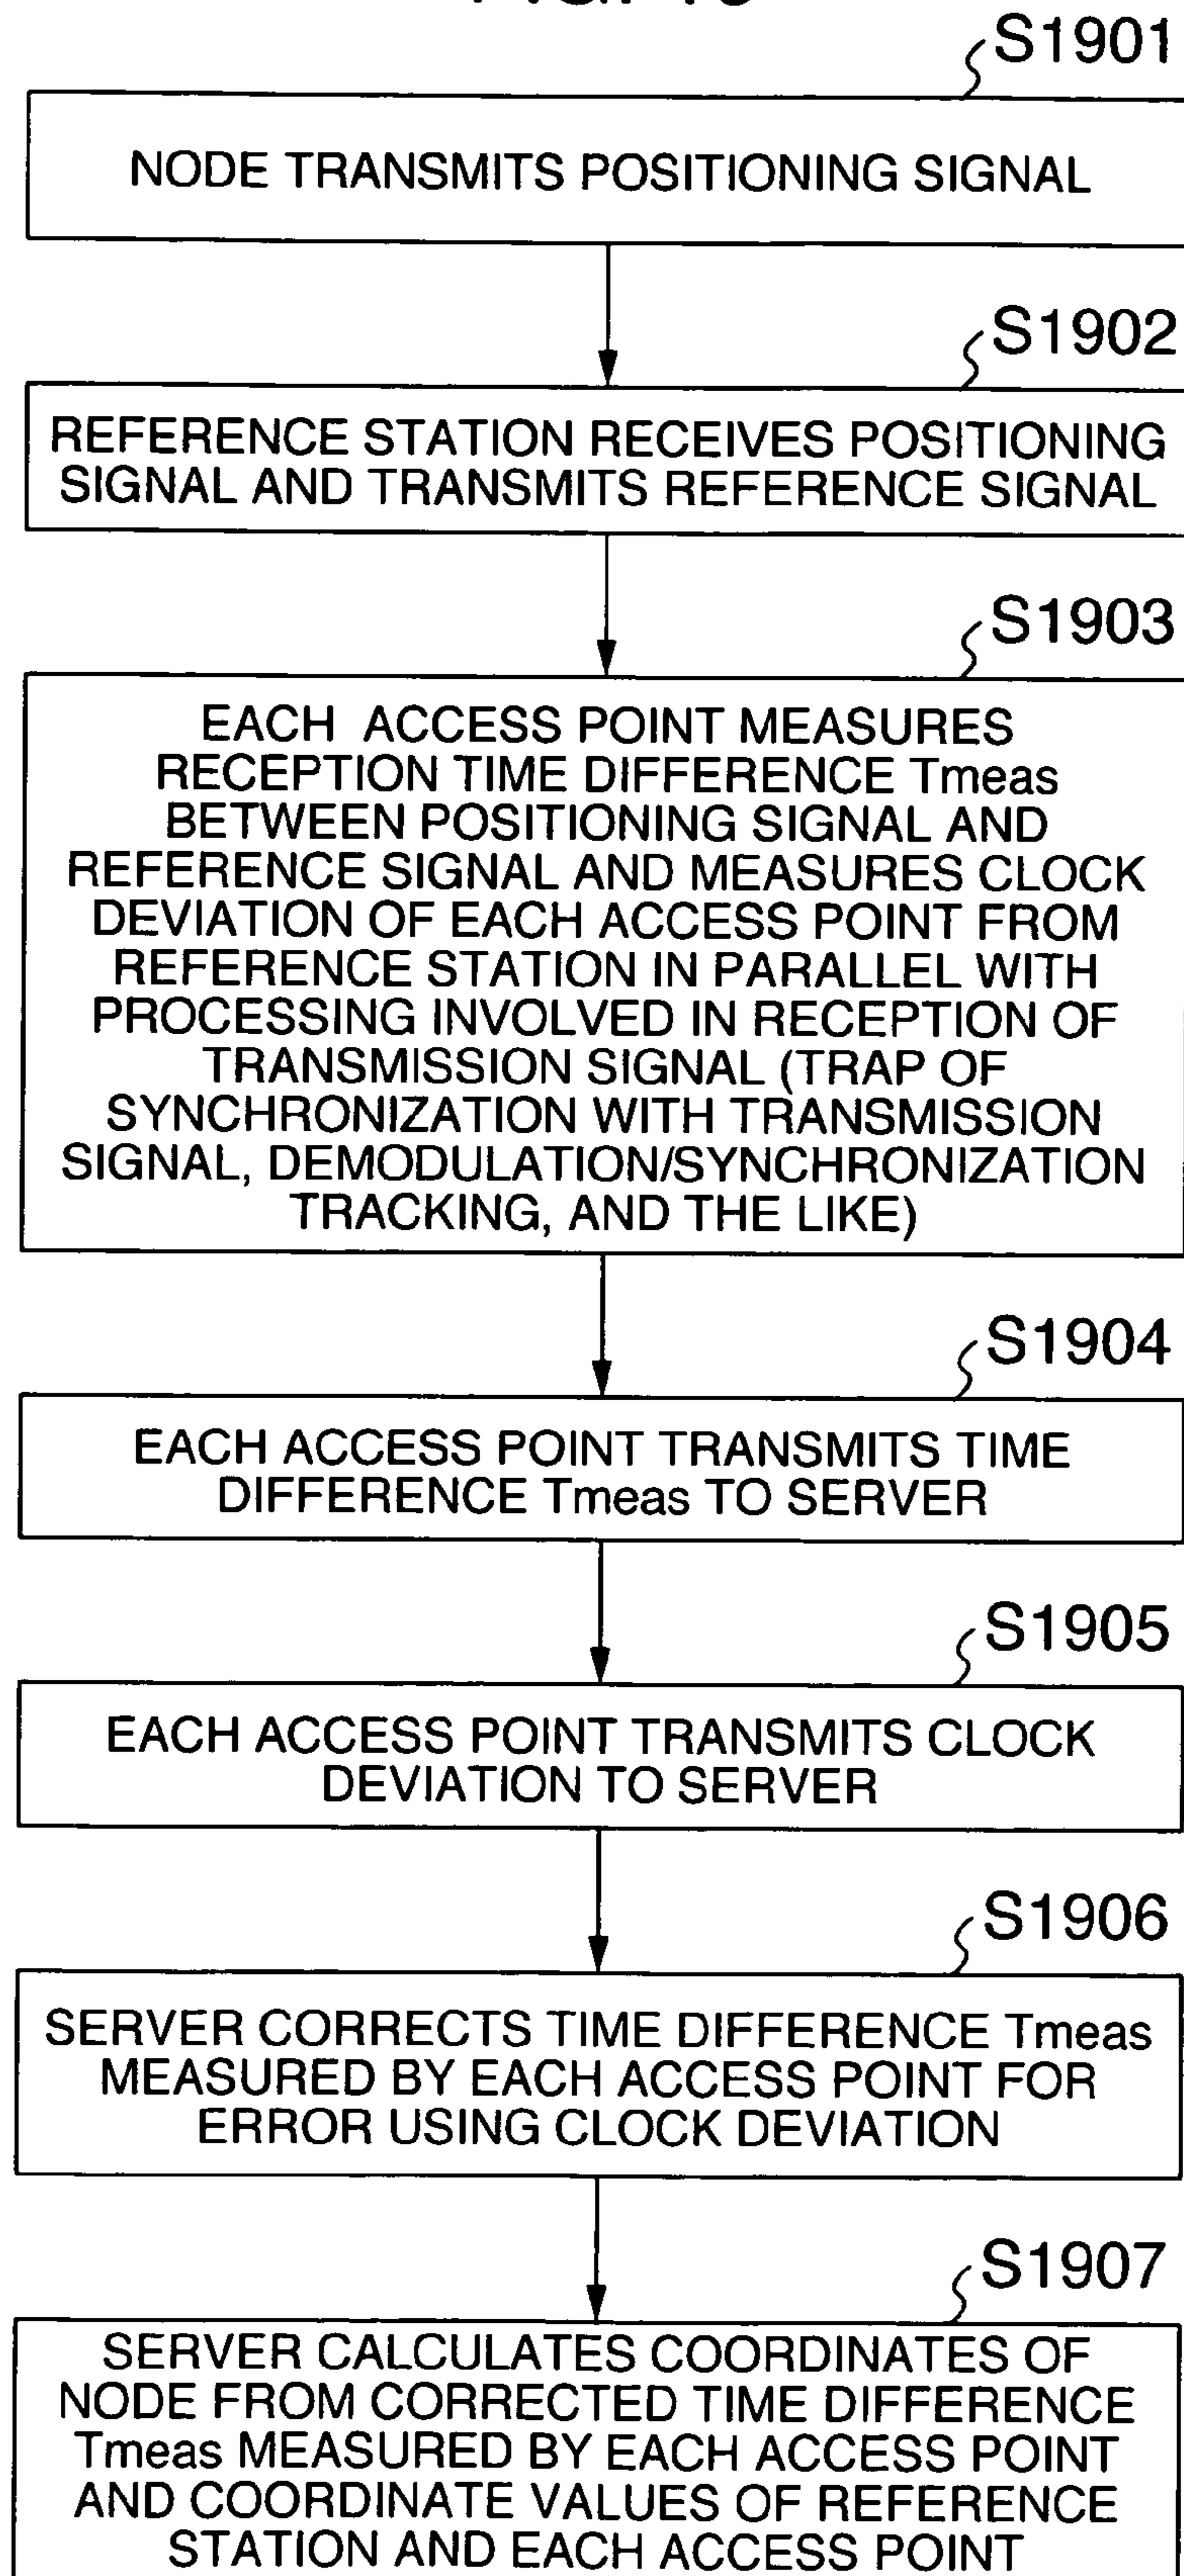 S1901
NODE TRANSMITS POSITIONING SIGNAL
S1902
REFERENCE STATION RECEIVES POSITIONING
SIGNAL AND TRANSMITS REFERENCE SIGNAL
S1903
EACH ACCESS POINT MEASURES
RECEPTION TIME DIFFERENCE Tmeas
BETWEEN POSITIONING SIGNAL AND
REFERENCE SIGNAL AND MEASURES CLOCK
DEVIATION OF EACH ACCESS POINT FROM
REFERENCE STATION IN PARALLEL WITH
PROCESSING INVOLVED IN RECEPTION OF
TRANSMISSION SIGNAL (TRAP OF
SYNCHRONIZATION WITH TRANSMISSION
SIGNAL, DEMODULATION/SYNCHRONIZATION
TRACKING, AND THE LIKE)
S1904
EACH ACCESS POINT TRANSMITS TIME
DIFFERENCE Tmeas TO SERVER
S1905
EACH ACCESS POINT TRANSMITS CLOCK
DEVIATION TO SERVER
S1906
SERVER CORRECTS TIME DIFFERENCE Tmeas
MEASURED BY EACH ACCESS POINT FOR
ERROR USING CLOCK DEVIATION
S1907
SERVER CALCULATES COORDINATES OF
NODE FROM CORRECTED TIME DIFFERENCE
Tmeas MEASURED BY EACH ACCESS POINT
AND COORDINATE VALUES OF REFERENCE
STATION AND EACH ACCESS POINT